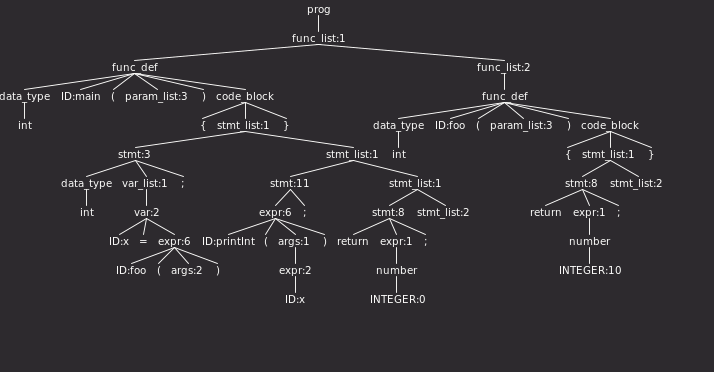 prog
func_list:1
func_def func_list:2
data_type ID:main ( param_list:3 ) code_block func_def
int { stmt_list:1 } data_type ID:foo ( param_list:3 ) code_block
stmt:3 stmt_list:1 int { stmt_list:1 }
data_type var_list:1 ; stmt:11 stmt_list:1 stmt:8 stmt_list:2
int var:2 expr:6 ; stmt:8 stmt_list:2 return expr:1 ;
ID:x = expr:6 ID:printInt ( args:1 ) return expr:1 ; number
ID:foo ( args:2 ) expr:2 number INTEGER:10
ID:x INTEGER:0